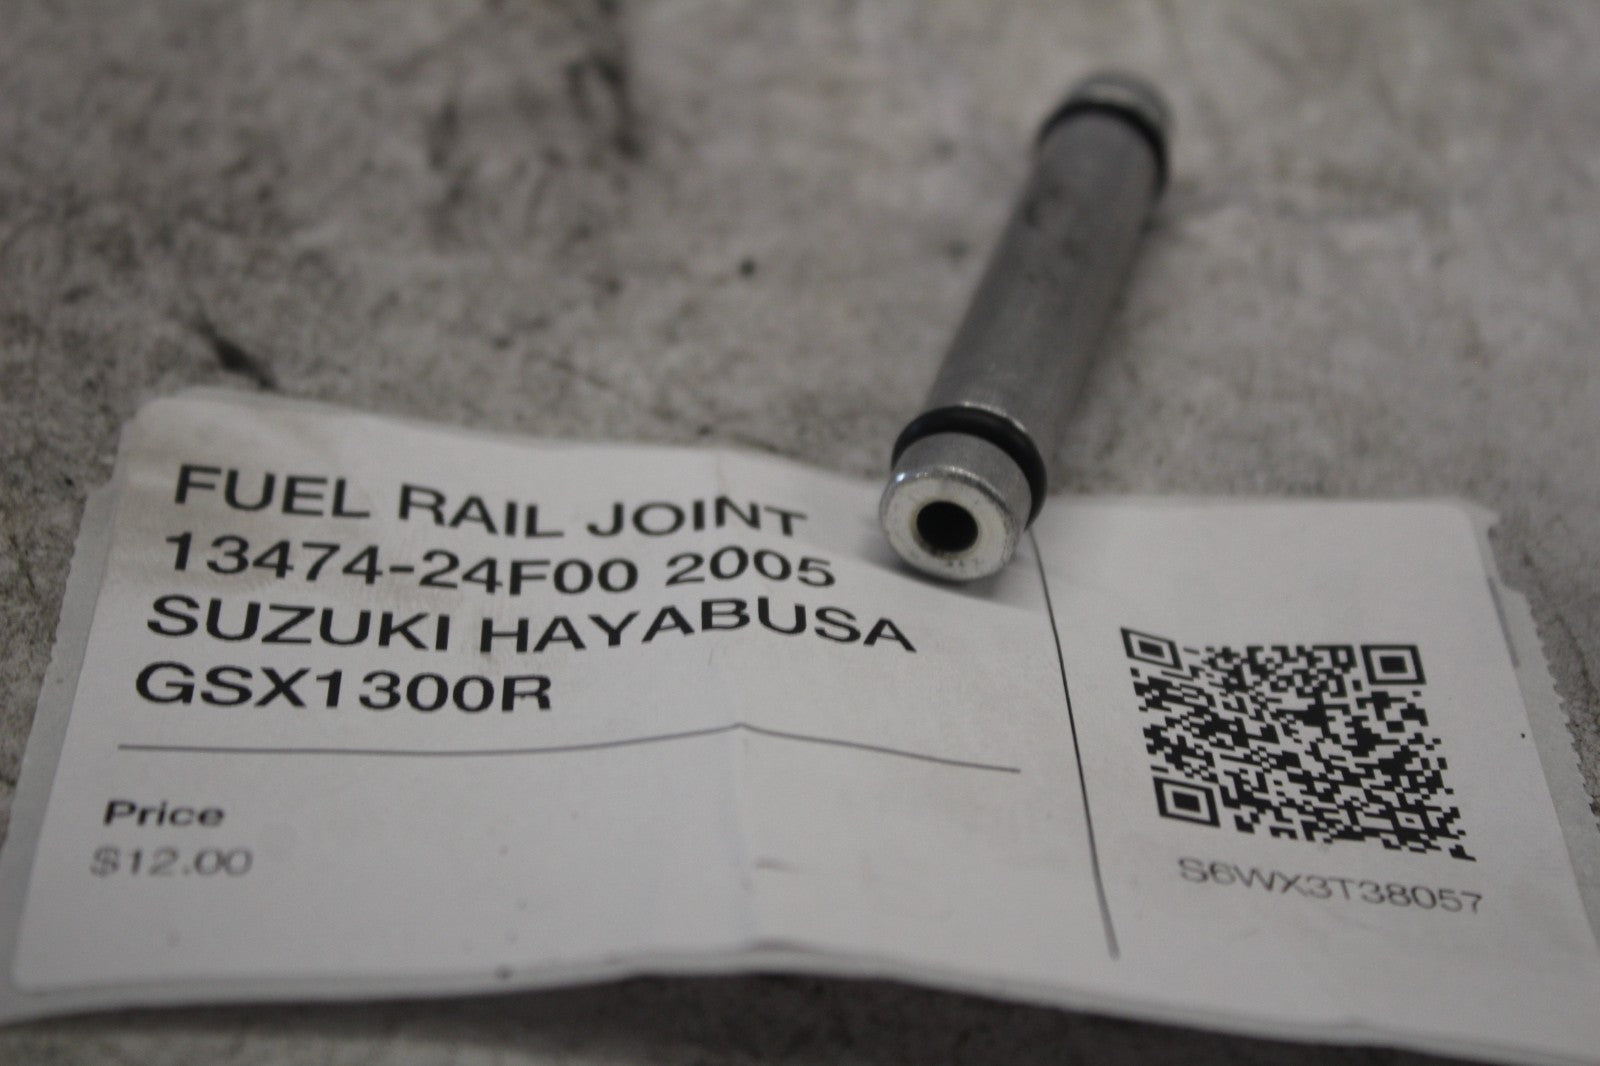 FUEL RAIL JOINT
13474-24F00 2005
SUZUKI HAYABUSA
GSX1300R
Price
$12.00
S6WX3T38057